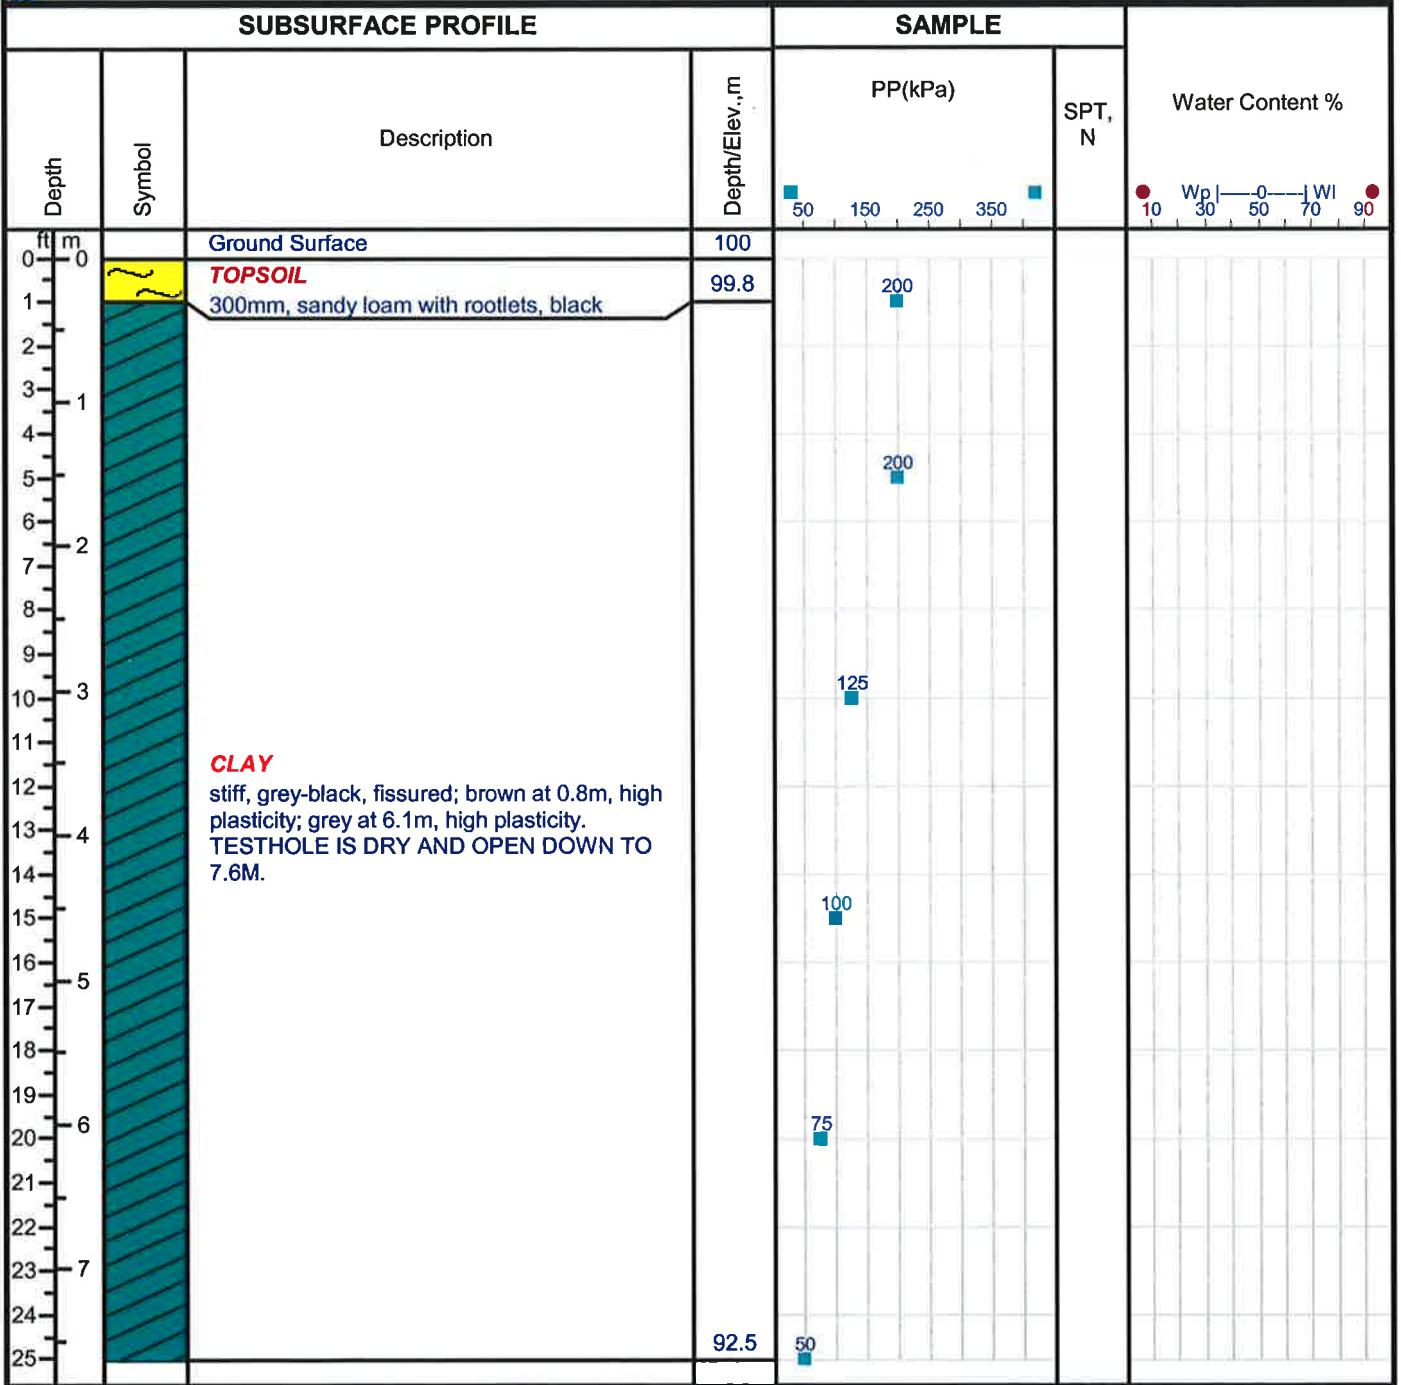 SUBSURFACE PROFILE
SAMPLE
Depth
Symbol
Description
Depth/Elev.,m
PP(kPa)
SPT,
N
Water Content %
50 150 250 350
Wp |——0——| Wl
10 30 50 70 90
ft m
Ground Surface
100
0 0
TOPSOIL
99.8
300mm, sandy loam with rootlets, black
200
1
2
3
1
4
200
5
6
2
7
8
9
125
10
3
11
CLAY
stiff, grey-black, fissured; brown at 0.8m, high
plasticity; grey at 6.1m, high plasticity.
TESTHOLE IS DRY AND OPEN DOWN TO
7.6M.
12
13
4
14
100
15
16
5
17
18
19
75
6
20
21
22
23
7
24
92.5
50
25